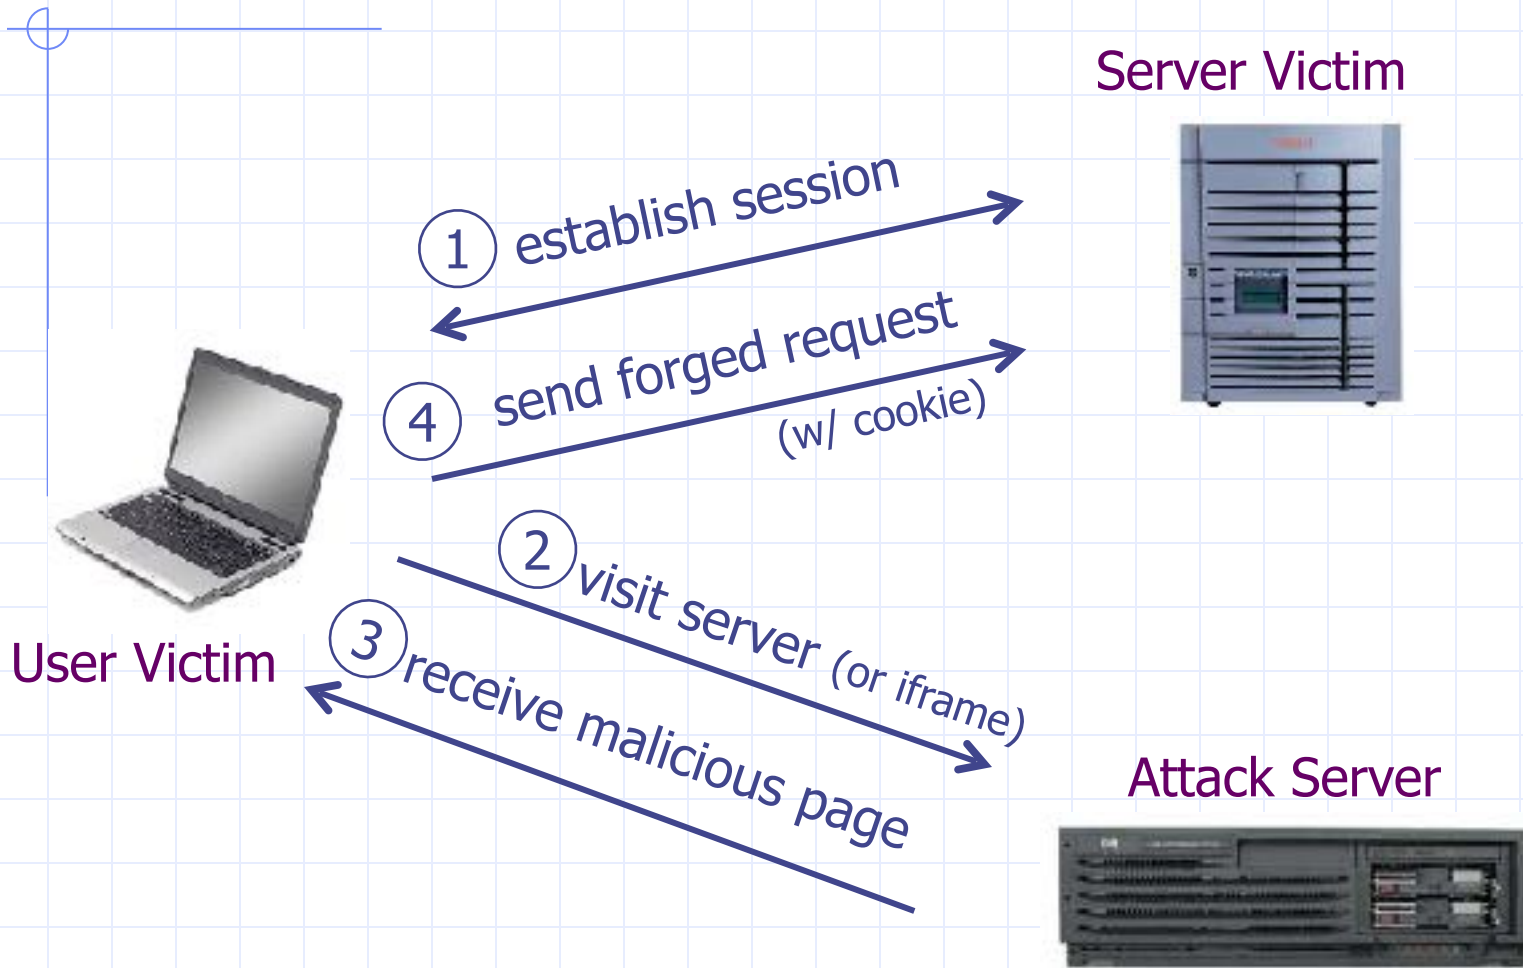 Server Victim
1 establish session
4 send forged request
(w/ cookie)
2 visit server (or iframe)
User Victim
3 receive malicious page
Attack Server